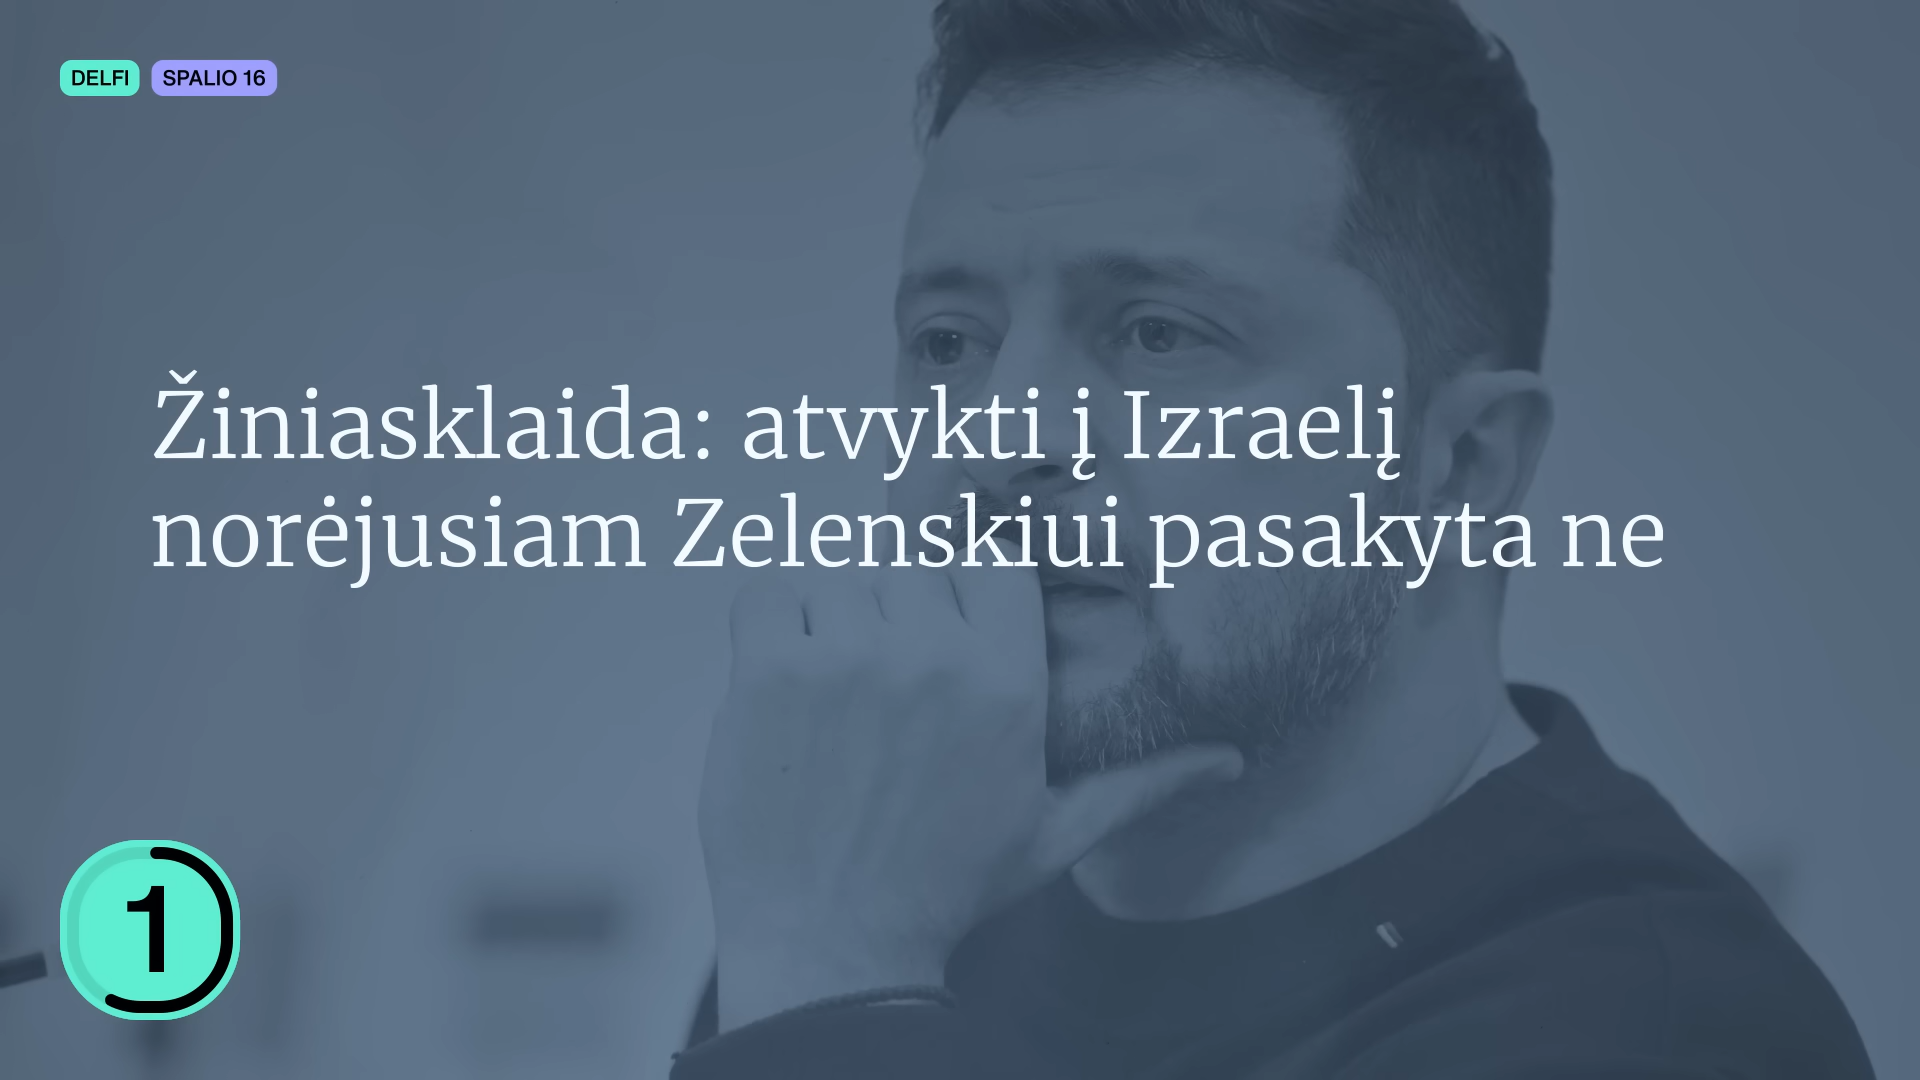 DELFI SPALIO 16
Žiniasklaida: atvykti į Izraelį
norėjusiam Zelenskiui pasakyta ne
1